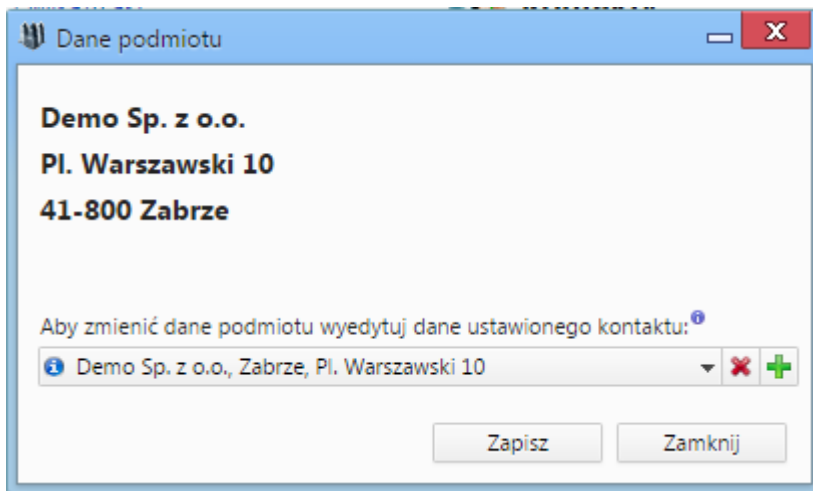 Dane podmiotu
Demo Sp. z o.o.
Pl. Warszawski 10
41-800 Zabrze
Aby zmienić dane podmiotu wyedytuj dane ustawionego kontaktu:
Demo Sp. z o.o., Zabrze, Pl. Warszawski 10
Zapisz Zamknij